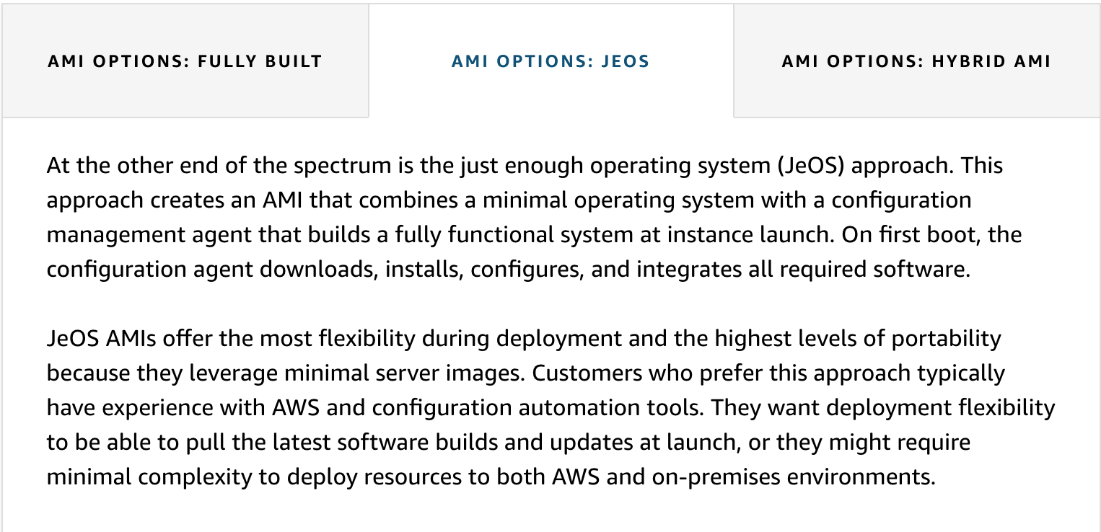 AMI OPTIONS: FULLY BUILT
AMI OPTIONS: JEOS
AMI OPTIONS: HYBRID AMI
At the other end of the spectrum is the just enough operating system (JeOS) approach. This
approach creates an AMI that combines a minimal operating system with a configuration
management agent that builds a fully functional system at instance launch. On first boot, the
configuration agent downloads, installs, configures, and integrates all required software.
JeOS AMIs offer the most flexibility during deployment and the highest levels of portability
because they leverage minimal server images. Customers who prefer this approach typically
have experience with AWS and configuration automation tools. They want deployment flexibility
to be able to pull the latest software builds and updates at launch, or they might require
minimal complexity to deploy resources to both AWS and on-premises environments.